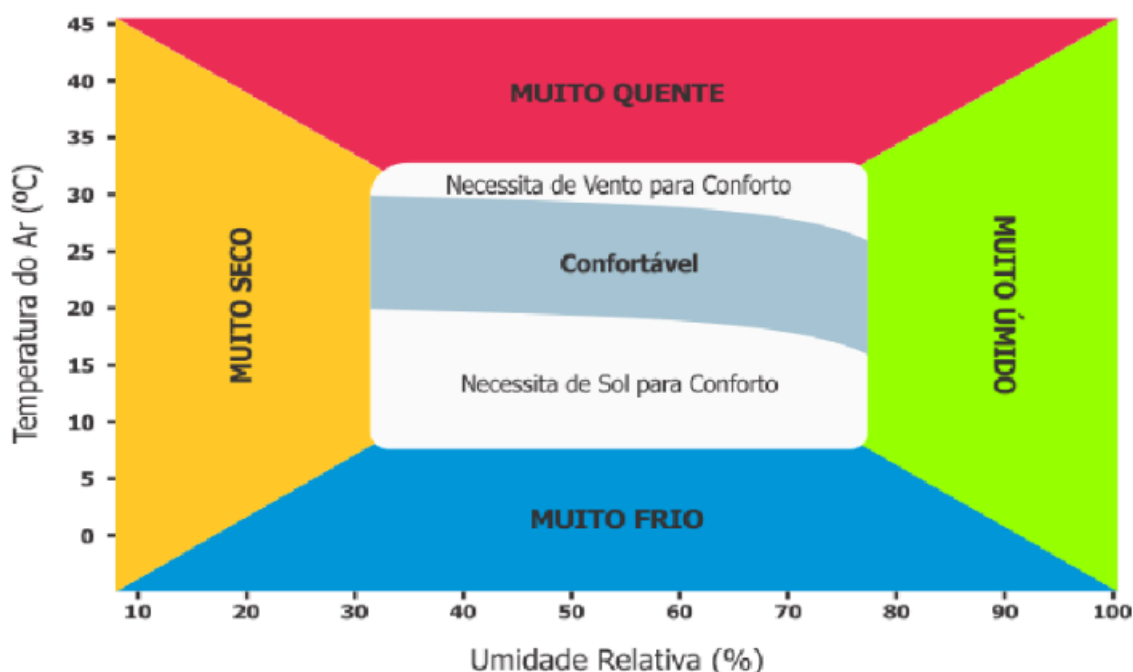 45
40
35
30
25
20
15
10
5
0
Temperatura do Ar (ºC)
MUITO QUENTE
Necessita de Vento para Conforto
Confortável
Necessita de Sol para Conforto
MUITO FRIO
MUITO SECO
MUITO ÚMIDO
10 20 30 40 50 60 70 80 90 100
Umidade Relativa (%)